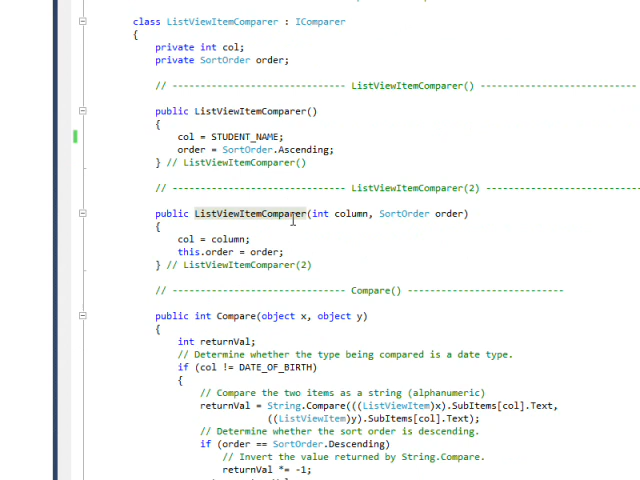 class ListViewItemComparer : IComparer
{
private int col;
private SortOrder order;
// ------------------------------- ListViewItemComparer() ----------------------------
public ListViewItemComparer()
{
col = STUDENT_NAME;
order = SortOrder.Ascending;
} // ListViewItemComparer()
// ------------------------------- ListViewItemComparer(2) ---------------------------
public ListViewItemComparer(int column, SortOrder order)
{
col = column;
this.order = order;
} // ListViewItemComparer(2)
// ------------------------------- Compare() ----------------------------
public int Compare(object x, object y)
{
int returnVal;
// Determine whether the type being compared is a date type.
if (col != DATE_OF_BIRTH)
{
// Compare the two items as a string (alphanumeric)
returnVal = String.Compare(((ListViewItem)x).SubItems[col].Text,
((ListViewItem)y).SubItems[col].Text);
// Determine whether the sort order is descending.
if (order == SortOrder.Descending)
// Invert the value returned by String.Compare.
returnVal *= -1;